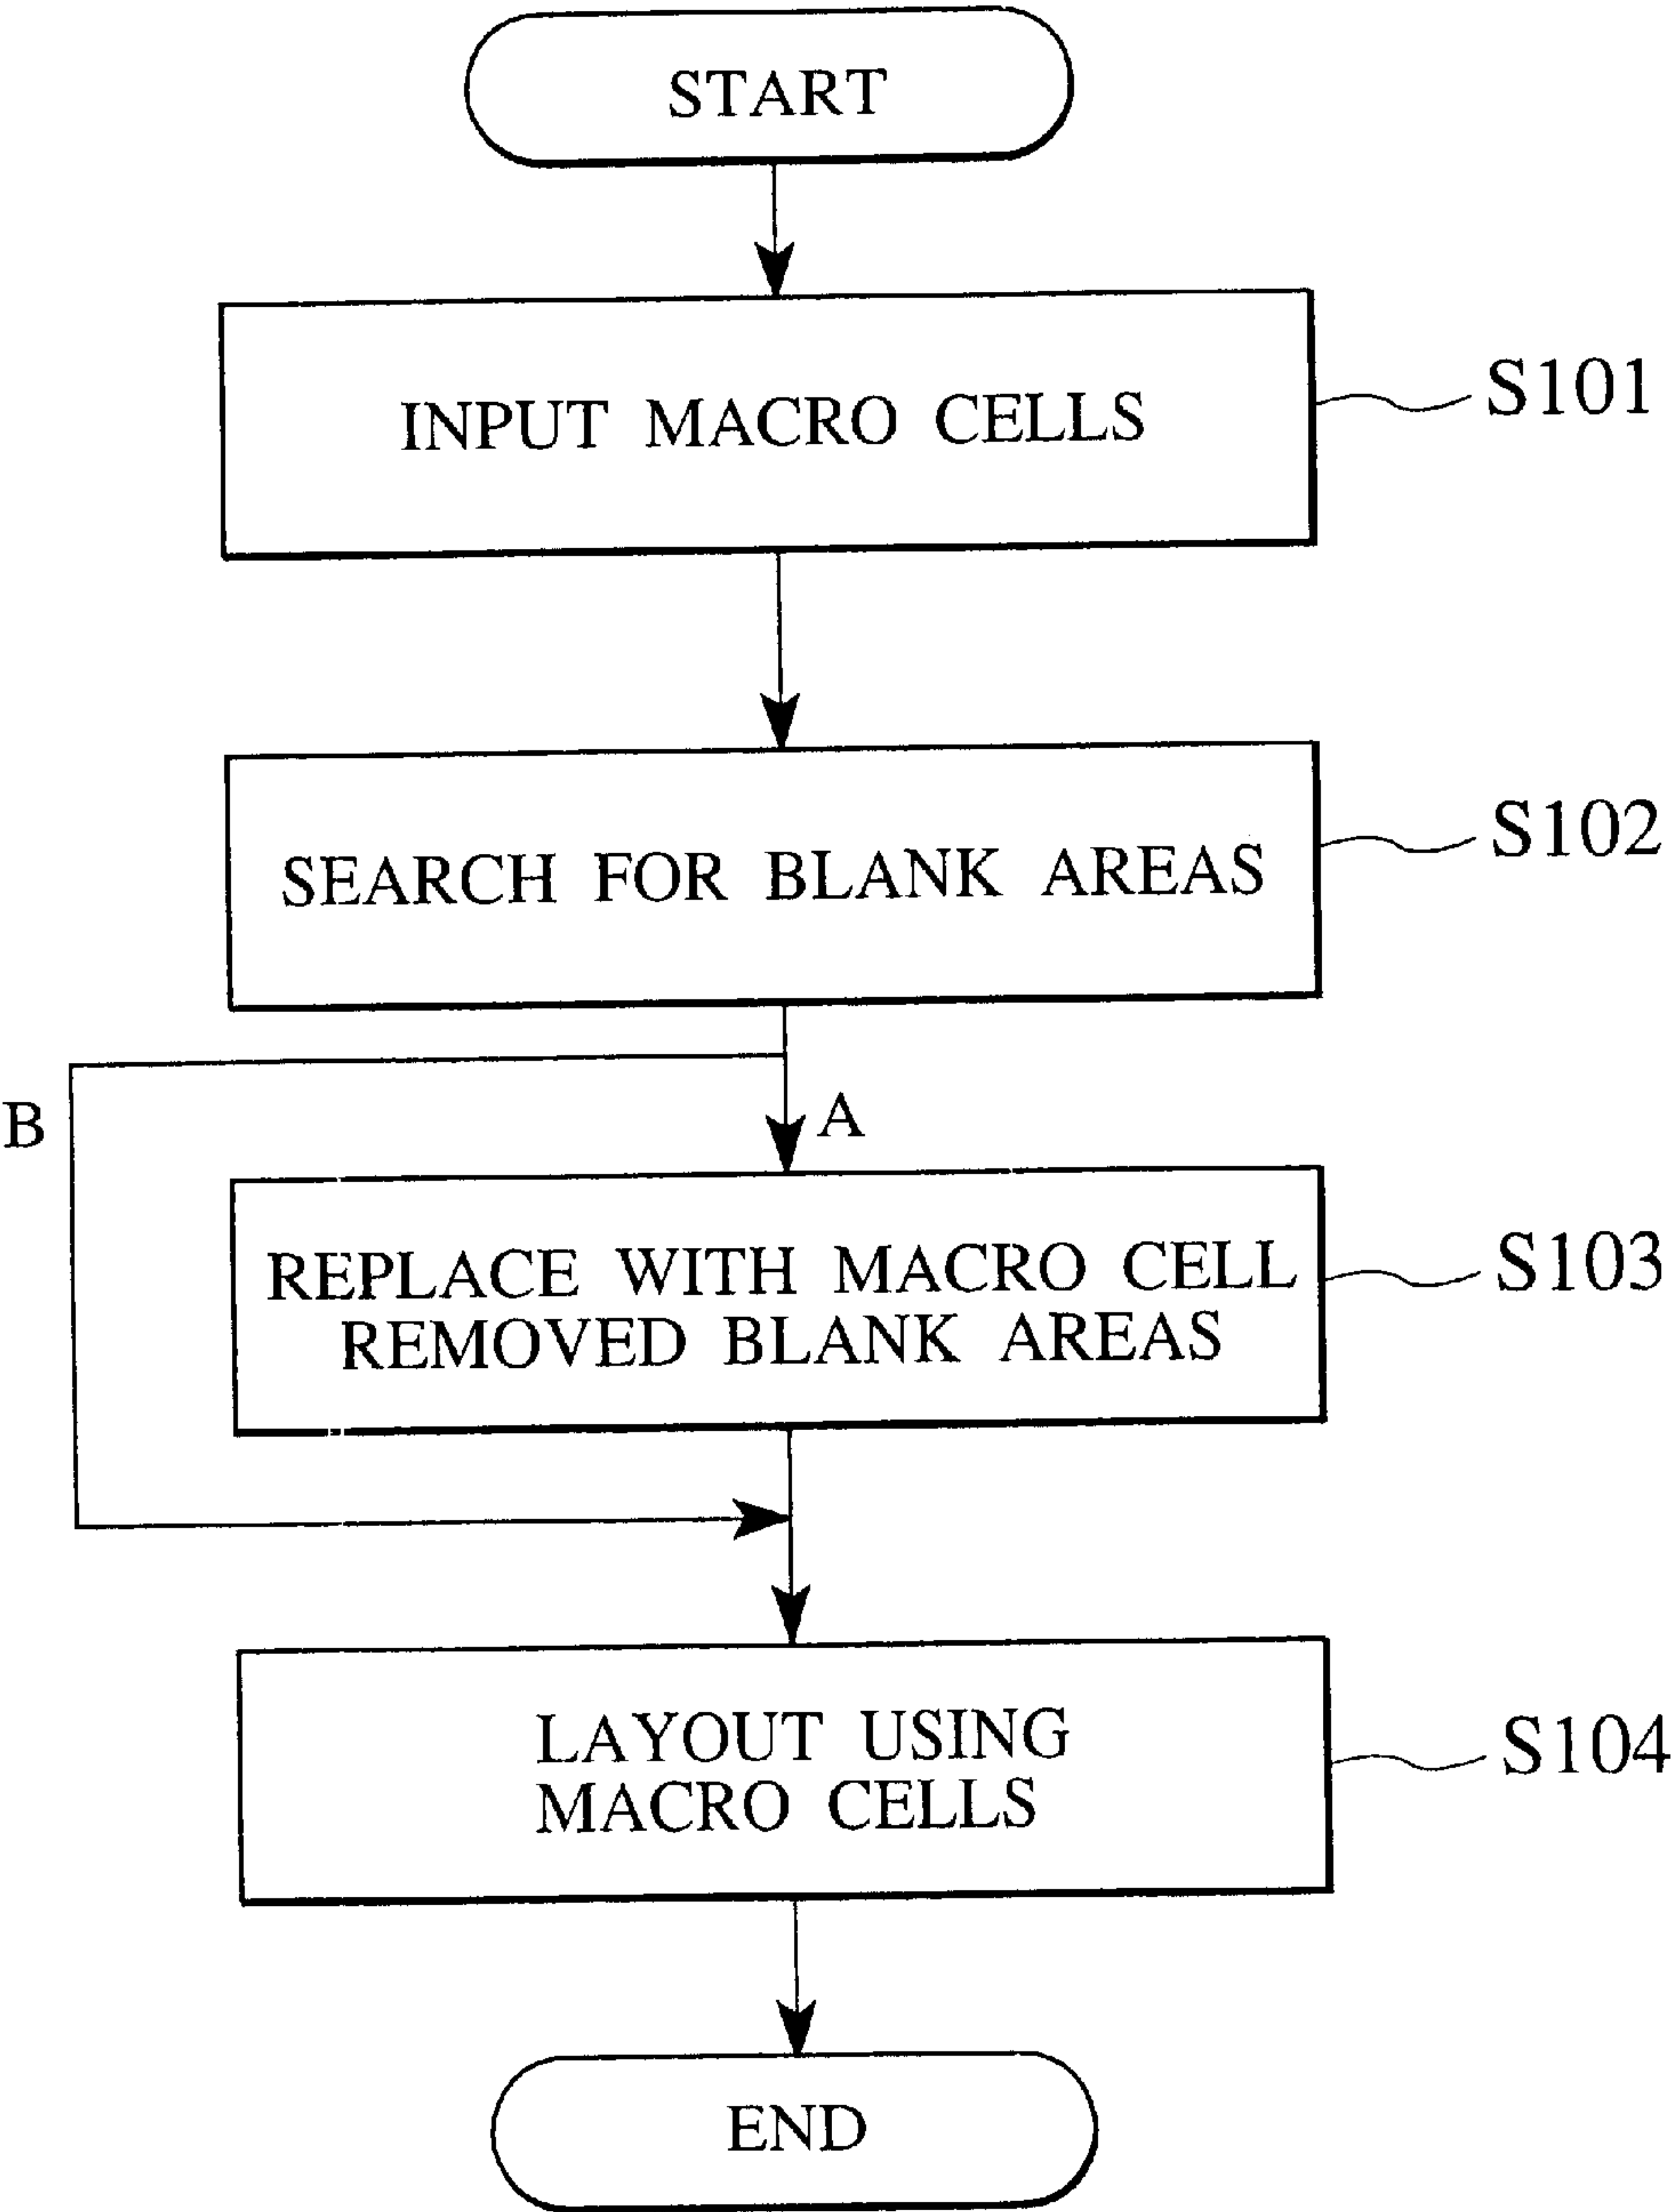 START
INPUT MACRO CELLS
S101
SEARCH FOR BLANK AREAS
S102
B
A
REPLACE WITH MACRO CELL
REMOVED BLANK AREAS
S103
LAYOUT USING
MACRO CELLS
S104
END